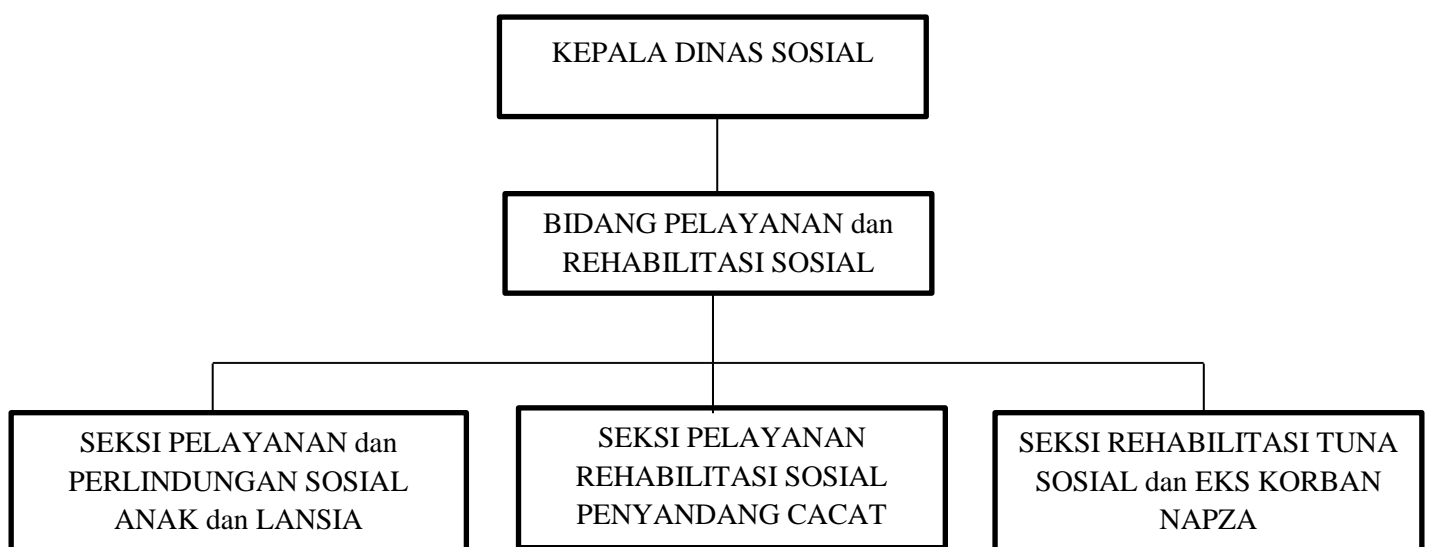 KEPALA DINAS SOSIAL
BIDANG PELAYANAN dan
REHABILITASI SOSIAL
SEKSI PELAYANAN dan
PERLINDUNGAN SOSIAL
ANAK dan LANSIA
SEKSI PELAYANAN
REHABILITASI SOSIAL
PENYANDANG CACAT
SEKSI REHABILITASI TUNA
SOSIAL dan EKS KORBAN
NAPZA